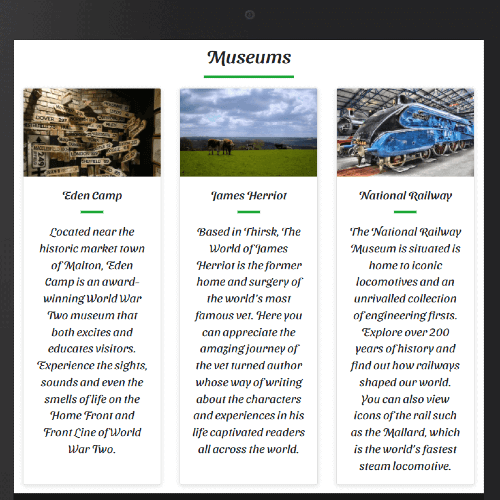 Museums
Eden Camp
Located near the
historic market town
of Malton, Eden
Camp is an award-
winning World War
Two museum that
both excites and
educates visitors.
Experience the sights,
sounds and even the
smells of life on the
Home Front and
Front Line of World
War Two.
James Herriot
Based in Thirsk, The
World of James
Herriot is the former
home and surgery of
the world's most
famous vet. Here you
can appreciate the
amazing journey of
the vet turned author
whose way of writing
about the characters
and experiences in his
life captivated readers
all across the world.
National Railway
The National Railway
Museum is situated is
home to iconic
locomotives and an
unrivalled collection
of engineering firsts.
Explore over 200
years of history and
find out how railways
shaped our world.
You can also view
icons of the rail such
as the Mallard, which
is the world's fastest
steam locomotive.